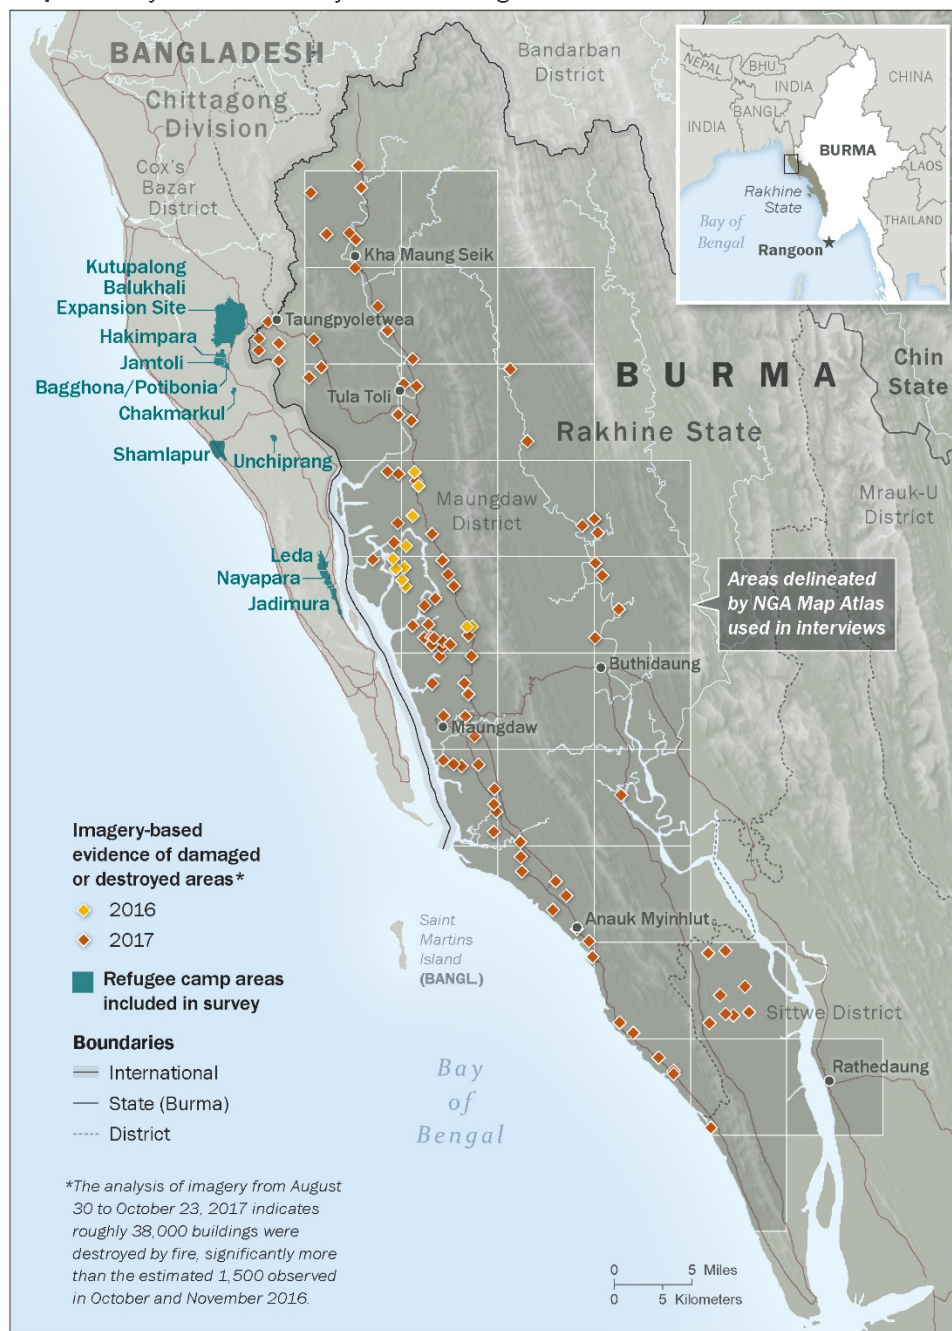 BANGLADESH
Chittagong
Division
Cox's
Bazar
District
Bandarban
District
NEPAL
BHU.
CHINA
INDIA
BANGL.
INDIA
BURMA
LAOS
Rakhine
State
THAILAND
Bay of
Bengal
Rangoon
Kha Maung Seik
Kutupalong
Balukhali
Expansion Site
Taungpyoletwea
Hakimpara
Jamtoli
Bagghona/Potibonia
Chakmarkul
Tula Toli
BURMA
Chin
State
Rakhine State
Shamlapur
Unchiprang
Maungdaw
District
Mrauk-U
District
Leda
Nayapara
Jadimura
Areas delineated
by NGA Map Atlas
used in interviews
Buthidaung
Maungdaw
Imagery-based
evidence of damaged
or destroyed areas*
2016
2017
Refugee camp areas
included in survey
Boundaries
International
State (Burma)
District
Saint
Martins
Island
(BANGL.)
Anauk Myinhlut
Sittwe District
Rathedaung
Bay
of
Bengal
*The analysis of imagery from August
30 to October 23, 2017 indicates
roughly 38,000 buildings were
destroyed by fire, significantly more
than the estimated 1,500 observed
in October and November 2016.
0 5 Miles
0 5 Kilometers